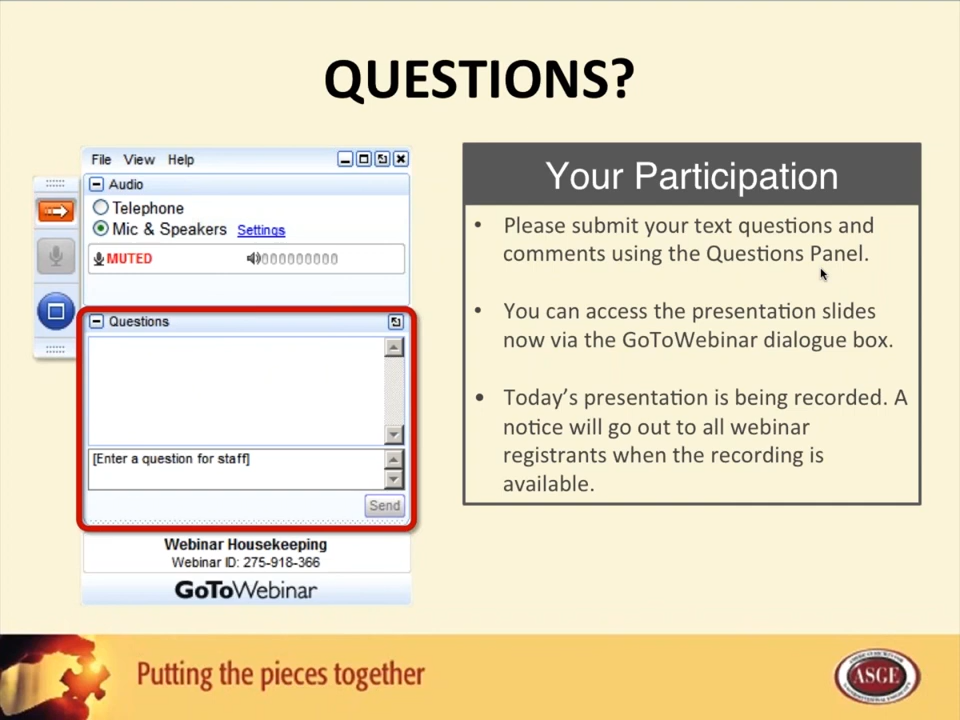 QUESTIONS?
File View Help
Audio
Telephone
Mic & Speakers Settings
MUTED
000000000
Questions
[Enter a question for staff]
Send
Webinar Housekeeping
Webinar ID: 275-918-366
GoToWebinar
Your Participation
• Please submit your text questions and
comments using the Questions Panel.
• You can access the presentation slides
now via the GoToWebinar dialogue box.
• Today's presentation is being recorded. A
notice will go out to all webinar
registrants when the recording is
available.
Putting the pieces together
ASGE